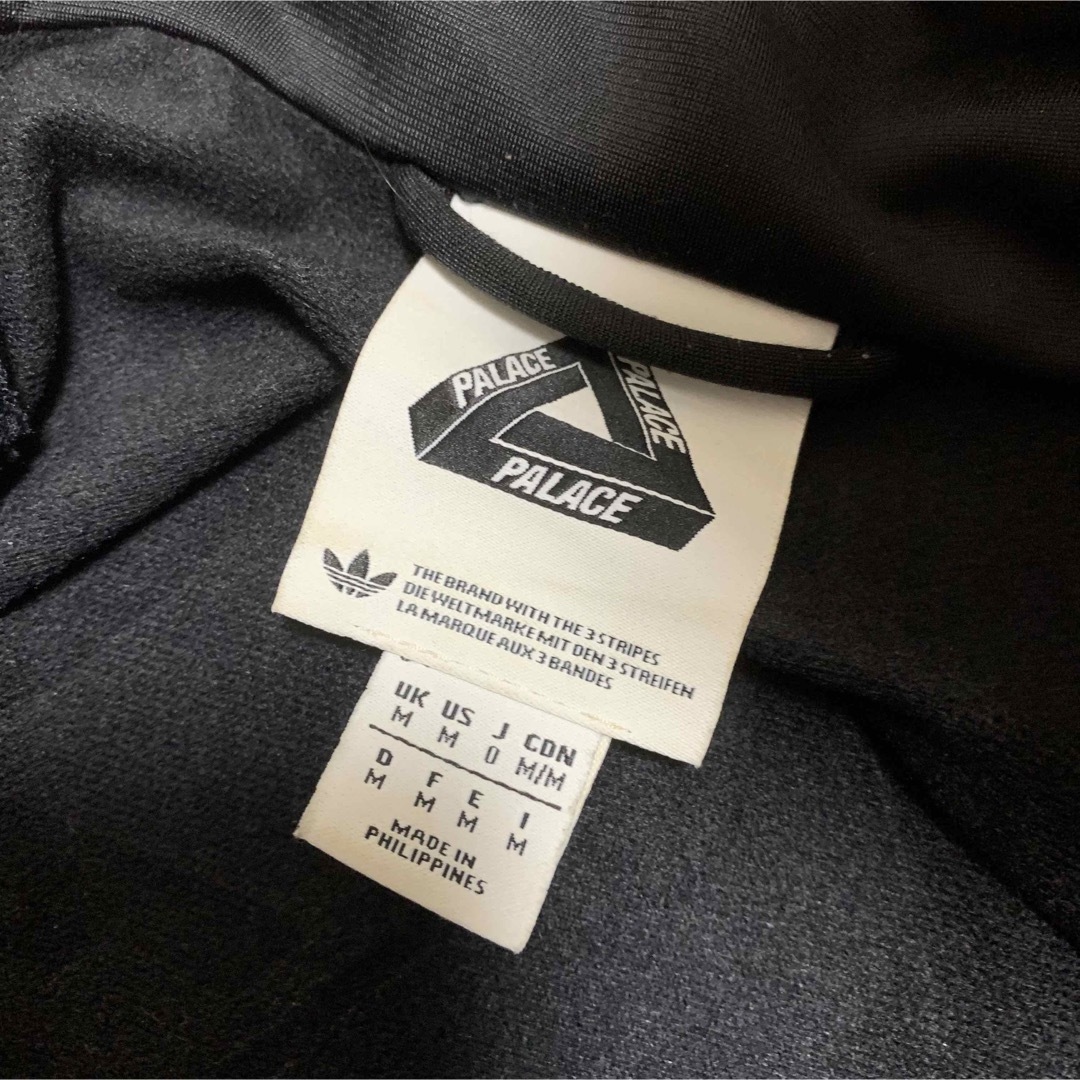 PALACE
PALACE
PALACE
THE BRAND WITH THE 3 STRIPES
DIE WELTMARKE MIT DEN 3 STREIFEN
LA MARQUE AUX 3 BANDES
UK US J CDN
M M O M/M
D F E I
M M M M
MADE IN
PHILIPPINES